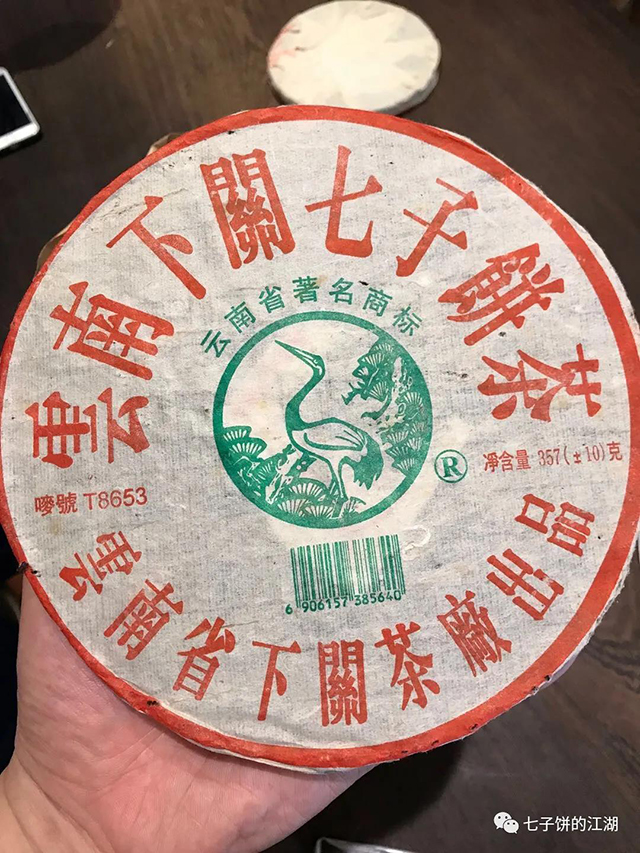 雲南下關七子餅茶
云南省著名商标
®
淨含量 357(±10)克
嘜號 T8653
6 906157 385640
雲南省下關茶廠出品
七子饼的江湖